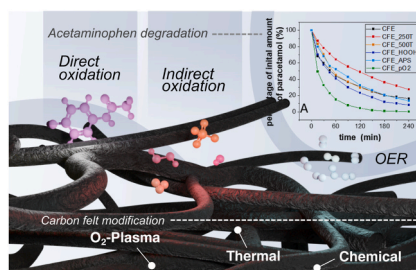 Acetaminophen degradation
Direct
oxidation
Indirect
oxidation
percentage of inital amount
of paracetamol (%)
100
80
60
40
20
0
A
CFE
CFE_250T
CFE_500T
CFE_HOOH
CFE_APS
CFE_pO2
0 60 120 180 240
time (min)
OER
Carbon felt modification
O₂-Plasma
Thermal
Chemical